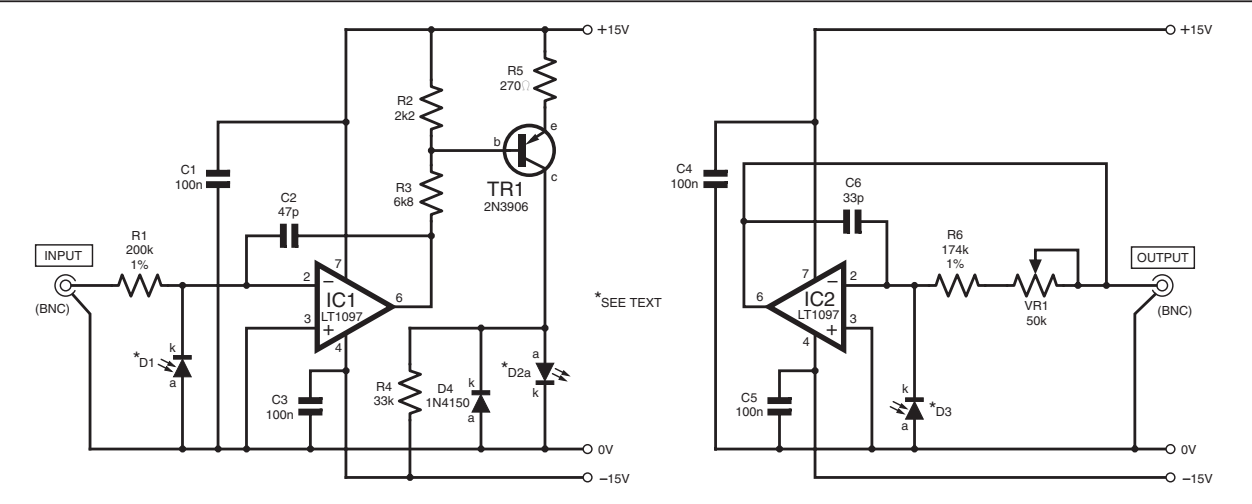 +15V
R5
270Ω
R2
2k2
e
b
c
TR1
2N3906
C1
100n
R3
6k8
C2
47p
R1
200k
1%
INPUT
(BNC)
7
2
−
IC1
LT1097
6
3
+
4
*SEE TEXT
k
*D1
a
C3
100n
R4
33k
D4
1N4150
k
a
a
*D2a
k
0V
−15V
+15V
C4
100n
C6
33p
R6
174k
1%
VR1
50k
OUTPUT
(BNC)
7
2
−
IC2
LT1097
6
3
+
4
C5
100n
k
*D3
a
0V
−15V